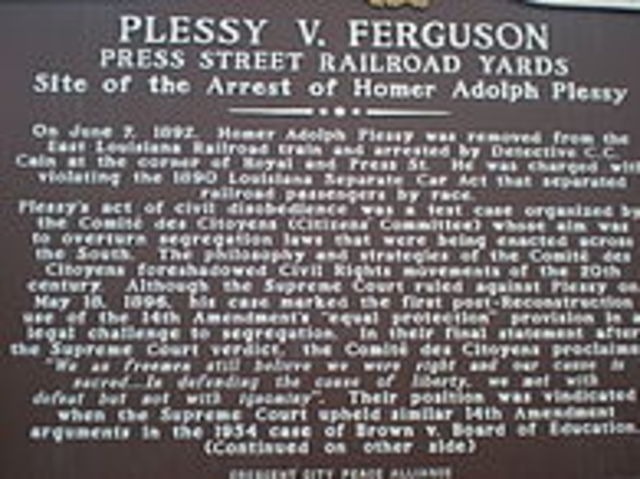 PLESSY V. FERGUSON
PRESS STREET RAILROAD YARDS
Site of the Arrest of Homer Adolph Plessy
On June 7, 1892, Homer Adolph Plessy was removed from the
East Louisiana Railroad train and arrested by Detective C.C.
Cain at the corner of Royal and Press St. He was charged with
violating the 1890 Louisiana Separate Car Act that separated
railroad passengers by race.
Plessy's act of civil disobedience was a test case organized by
the Comité des Citoyens (Citizens' Committee) whose aim was
to overturn segregation laws that were being enacted across
the South. The philosophy and strategies of the Comité des
Citoyens foreshadowed Civil Rights movements of the 20th
century. Although the Supreme Court ruled against Plessy on
May 18, 1896, his case marked the first post-Reconstruction
use of the 14th Amendment's "equal protection" provision in a
legal challenge to segregation. In their final statement after
the Supreme Court verdict, the Comité des Citoyens proclaimed
"We as freemen still believe we were right and our cause is
sacred...In defending the cause of liberty, we met with
defeat but not with ignominy". Their position was vindicated
when the Supreme Court upheld similar 14th Amendment
arguments in the 1954 case of Brown v. Board of Education.
(Continued on other side)
CRESCENT CITY PEACE ALLIANCE